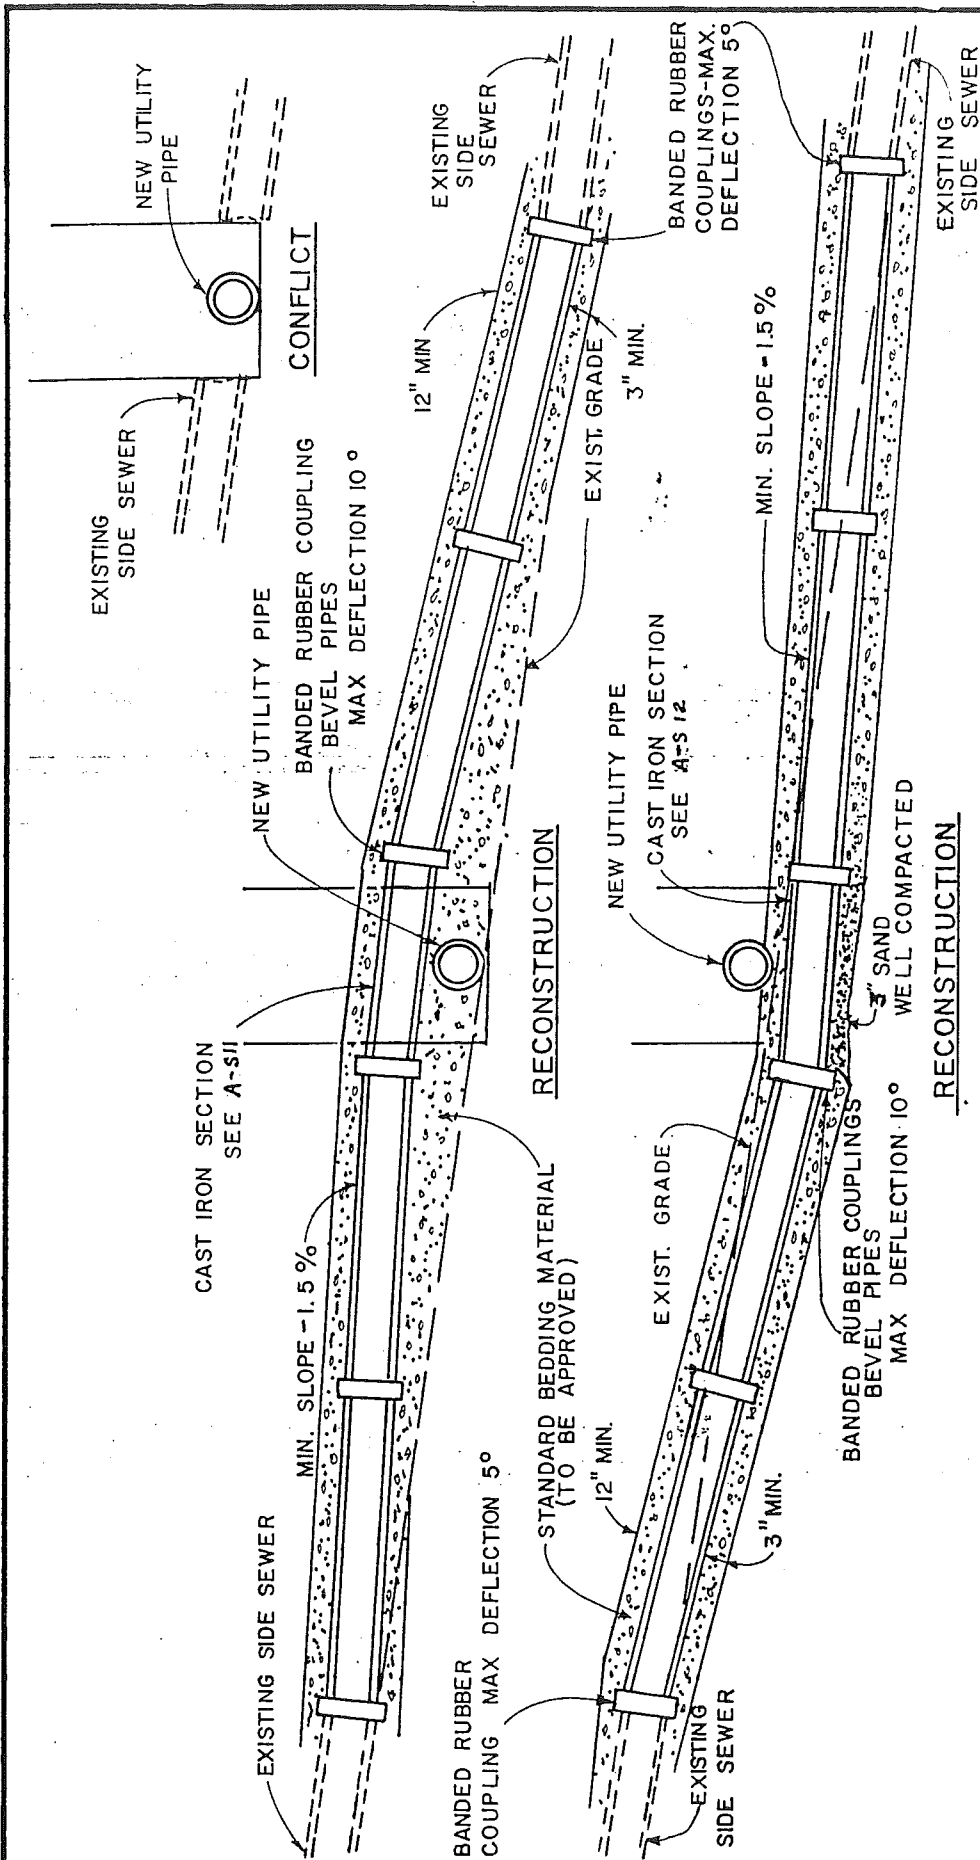 EXISTING
SIDE SEWER
NEW UTILITY
PIPE
CONFLICT
EXISTING SIDE SEWER
MIN. SLOPE - 1.5 %
CAST IRON SECTION
SEE A-S11
NEW UTILITY PIPE
BANDED RUBBER COUPLING
BEVEL PIPES
MAX DEFLECTION 10°
12" MIN
EXISTING
SIDE
SEWER
BANDED RUBBER
COUPLING MAX DEFLECTION 5°
STANDARD BEDDING MATERIAL
(TO BE APPROVED)
RECONSTRUCTION
EXIST. GRADE
3" MIN.
BANDED RUBBER
COUPLINGS-MAX.
DEFLECTION 5°
12" MIN.
EXIST. GRADE
NEW UTILITY PIPE
CAST IRON SECTION
SEE A-S 12
MIN. SLOPE - 1.5 %
EXISTING
SIDE SEWER
3" MIN.
BANDED RUBBER COUPLINGS
BEVEL PIPES
MAX DEFLECTION 10°
3" SAND
WELL COMPACTED
EXISTING
SIDE SEWER
RECONSTRUCTION